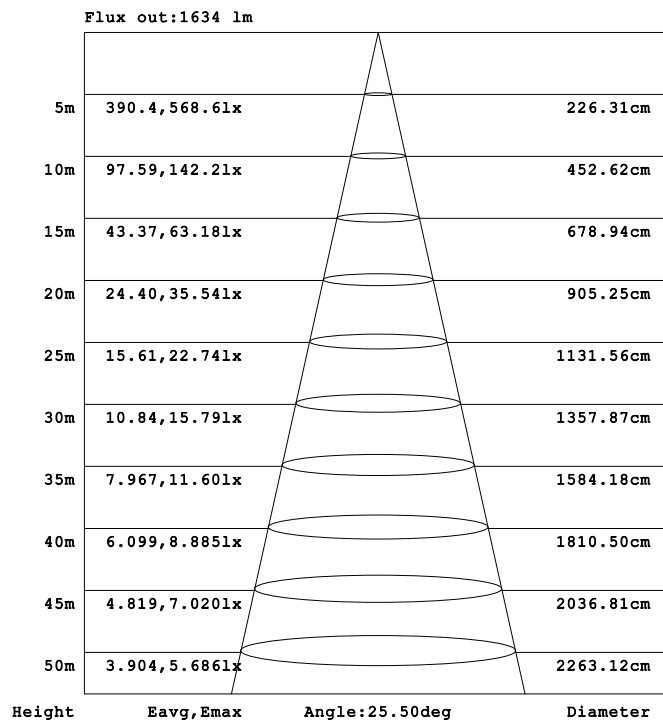 Flux out:1634 lm
5m 390.4,568.6lx 226.31cm
10m 97.59,142.2lx 452.62cm
15m 43.37,63.18lx 678.94cm
20m 24.40,35.54lx 905.25cm
25m 15.61,22.74lx 1131.56cm
30m 10.84,15.79lx 1357.87cm
35m 7.967,11.60lx 1584.18cm
40m 6.099,8.885lx 1810.50cm
45m 4.819,7.020lx 2036.81cm
50m 3.904,5.686lx 2263.12cm
Height Eavg,Emax Angle:25.50deg Diameter